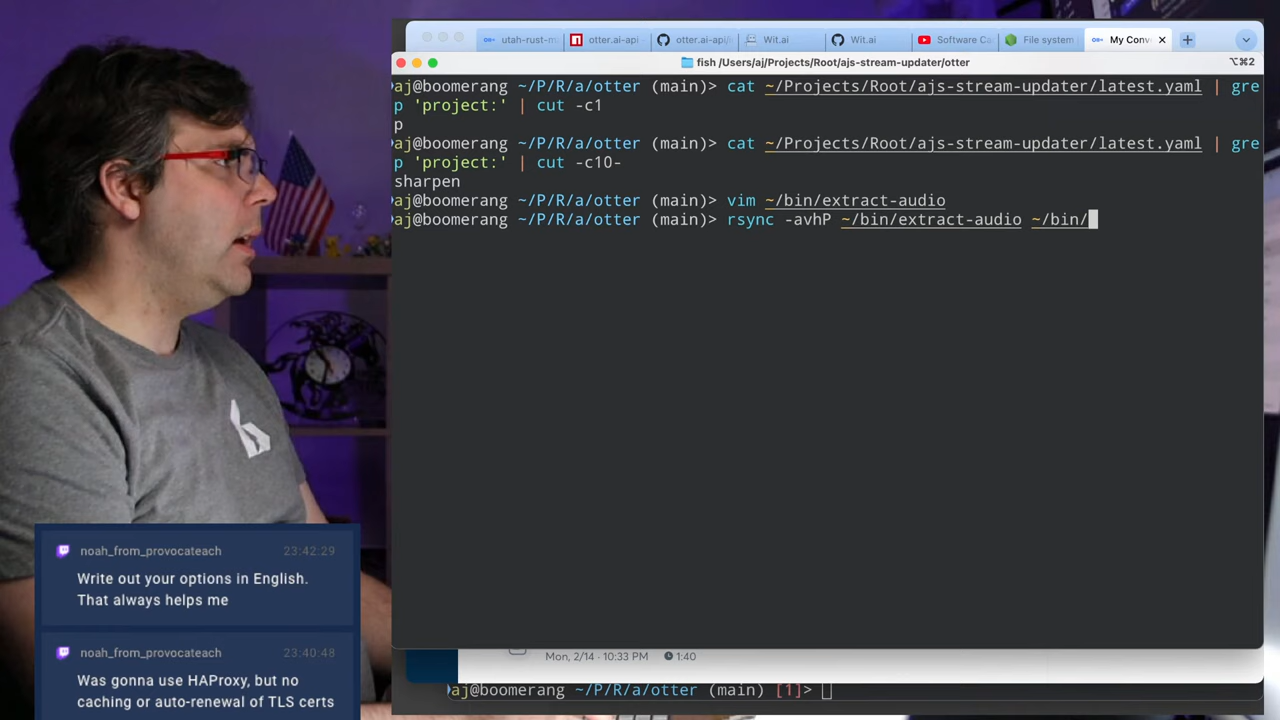 utah-rust-m
otter.ai-api
otter.ai-api/
Wit.ai
Wit.ai
Software Ca
File system
My Conv
fish /Users/aj/Projects/Root/ajs-stream-updater/otter
⌥⌘2
aj@boomerang ~/P/R/a/otter (main)> cat ~/Projects/Root/ajs-stream-updater/latest.yaml | gre
p 'project:' | cut -c1
p
aj@boomerang ~/P/R/a/otter (main)> cat ~/Projects/Root/ajs-stream-updater/latest.yaml | gre
p 'project:' | cut -c10-
sharpen
aj@boomerang ~/P/R/a/otter (main)> vim ~/bin/extract-audio
aj@boomerang ~/P/R/a/otter (main)> rsync -avhP ~/bin/extract-audio ~/bin/
Mon, 2/14 · 10:33 PM 1:40
aj@boomerang ~/P/R/a/otter (main) [1]>
noah_from_provocateach 23:42:29
Write out your options in English.
That always helps me
noah_from_provocateach 23:40:48
Was gonna use HAProxy, but no
caching or auto-renewal of TLS certs